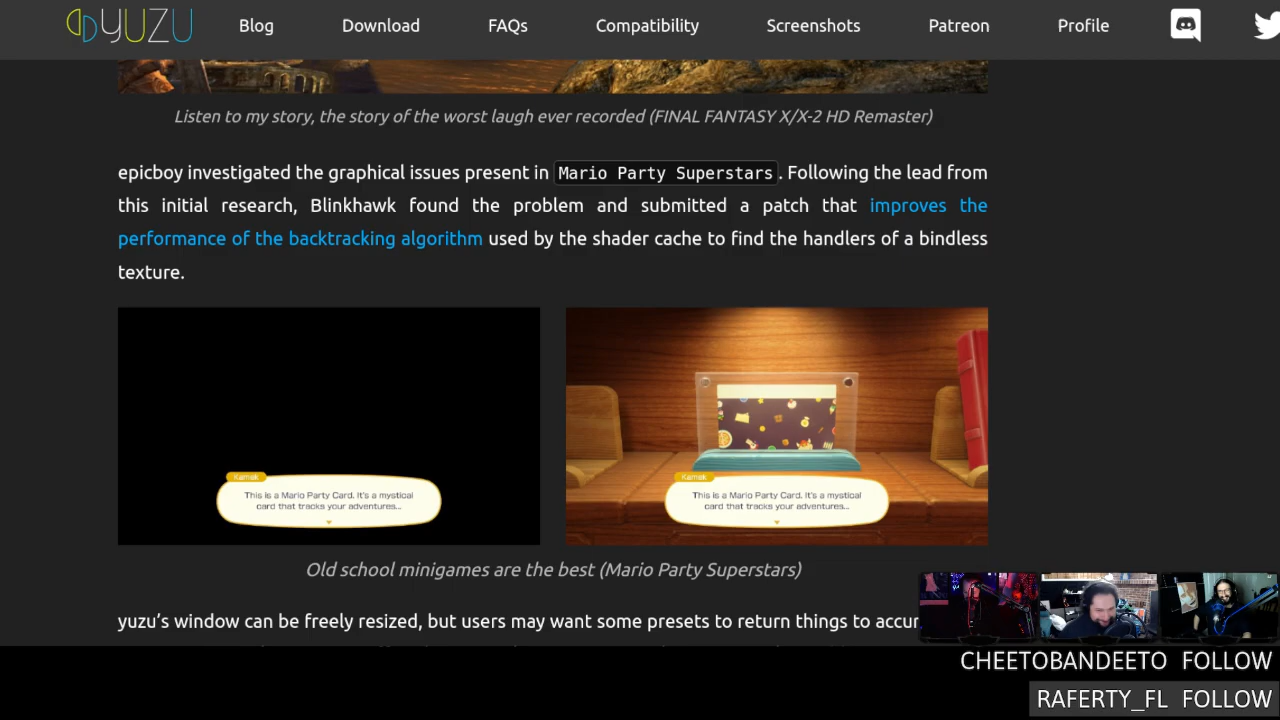 YUZU
Blog
Download
FAQs
Compatibility
Screenshots
Patreon
Profile
Listen to my story, the story of the worst laugh ever recorded (FINAL FANTASY X/X-2 HD Remaster)
epicboy investigated the graphical issues present in Mario Party Superstars. Following the lead from
this initial research, Blinkhawk found the problem and submitted a patch that improves the
performance of the backtracking algorithm used by the shader cache to find the handlers of a bindless
texture.
Kamek
This is a Mario Party Card. It's a mystical
card that tracks your adventures...
Kamek
This is a Mario Party Card. It's a mystical
card that tracks your adventures...
Old school minigames are the best (Mario Party Superstars)
yuzu’s window can be freely resized, but users may want some presets to return things to accur
CHEETOBANDEETO FOLLOW
RAFERTY_FL FOLLOW